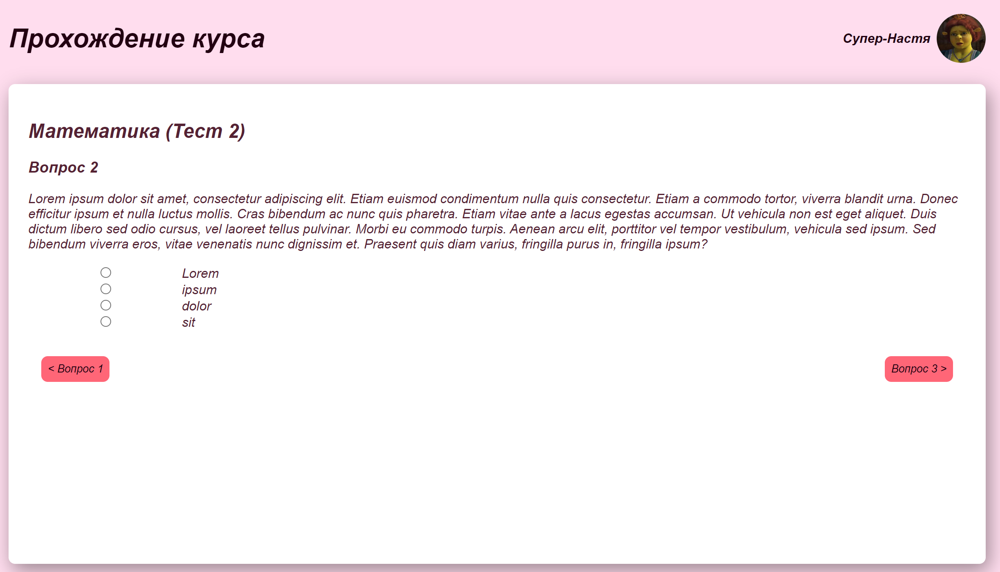 Прохождение курса
Супер-Настя
Математика (Тест 2)
Вопрос 2
Lorem ipsum dolor sit amet, consectetur adipiscing elit. Etiam euismod condimentum nulla quis consectetur. Etiam a commodo tortor, viverra blandit urna. Donec
efficitur ipsum et nulla luctus mollis. Cras bibendum ac nunc quis pharetra. Etiam vitae ante a lacus egestas accumsan. Ut vehicula non est eget aliquet. Duis
dictum libero sed odio cursus, vel laoreet tellus pulvinar. Morbi eu commodo turpis. Aenean arcu elit, porttitor vel tempor vestibulum, vehicula sed ipsum. Sed
bibendum viverra eros, vitae venenatis nunc dignissim et. Praesent quis diam varius, fringilla purus in, fringilla ipsum?
Lorem
ipsum
dolor
sit
< Вопрос 1
Вопрос 3 >